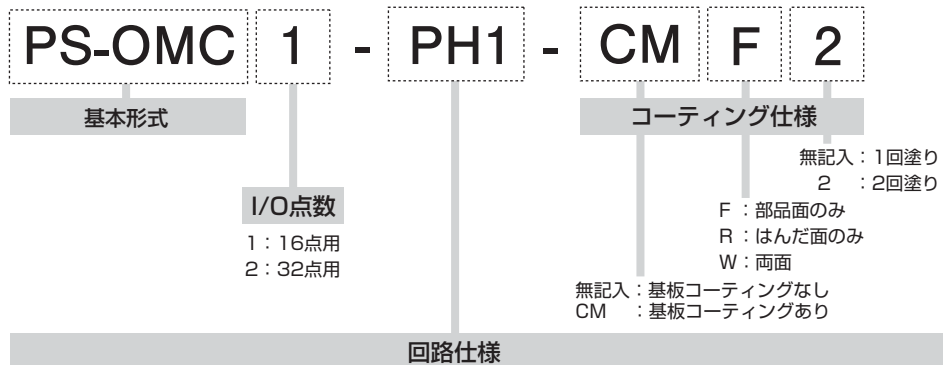 PS-OMC 1 - PH1 - CM F 2
基本形式
コーティング仕様
無記入：1回塗り
2 ：2回塗り
I/O点数
1：16点用
2：32点用
F ：部品面のみ
R ：はんだ面のみ
W：両面
無記入：基板コーティングなし
CM ：基板コーティングあり
回路仕様